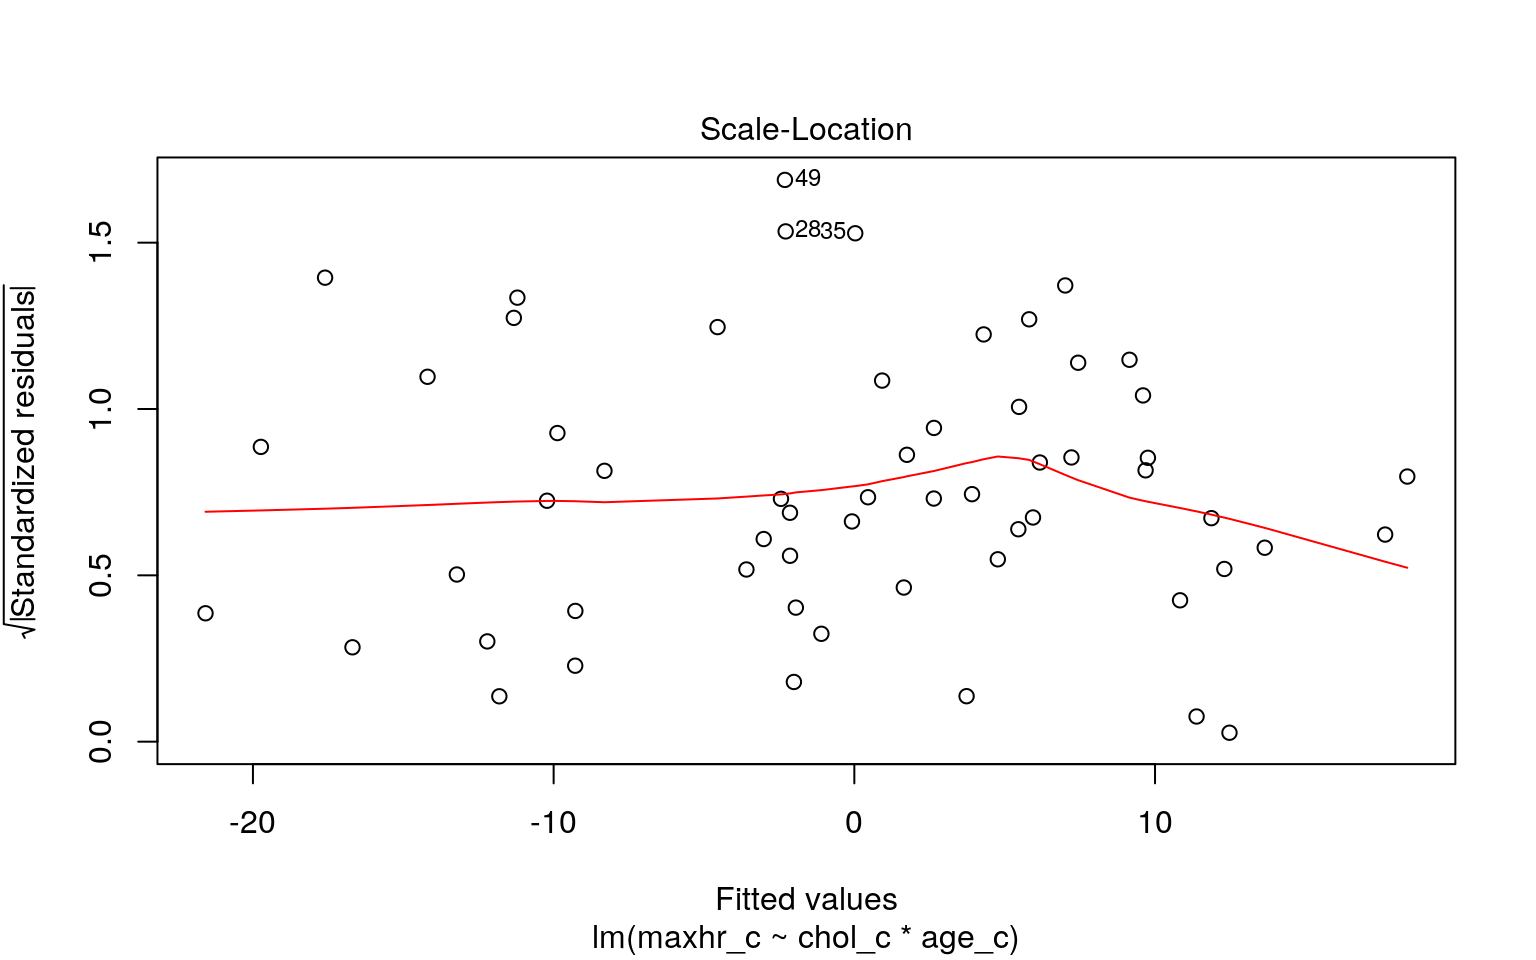 Scale-Location
√|Standardized residuals|
1.5
1.0
0.5
0.0
49
28
35
-20 -10 0 10
Fitted values
lm(maxhr_c ~ chol_c * age_c)